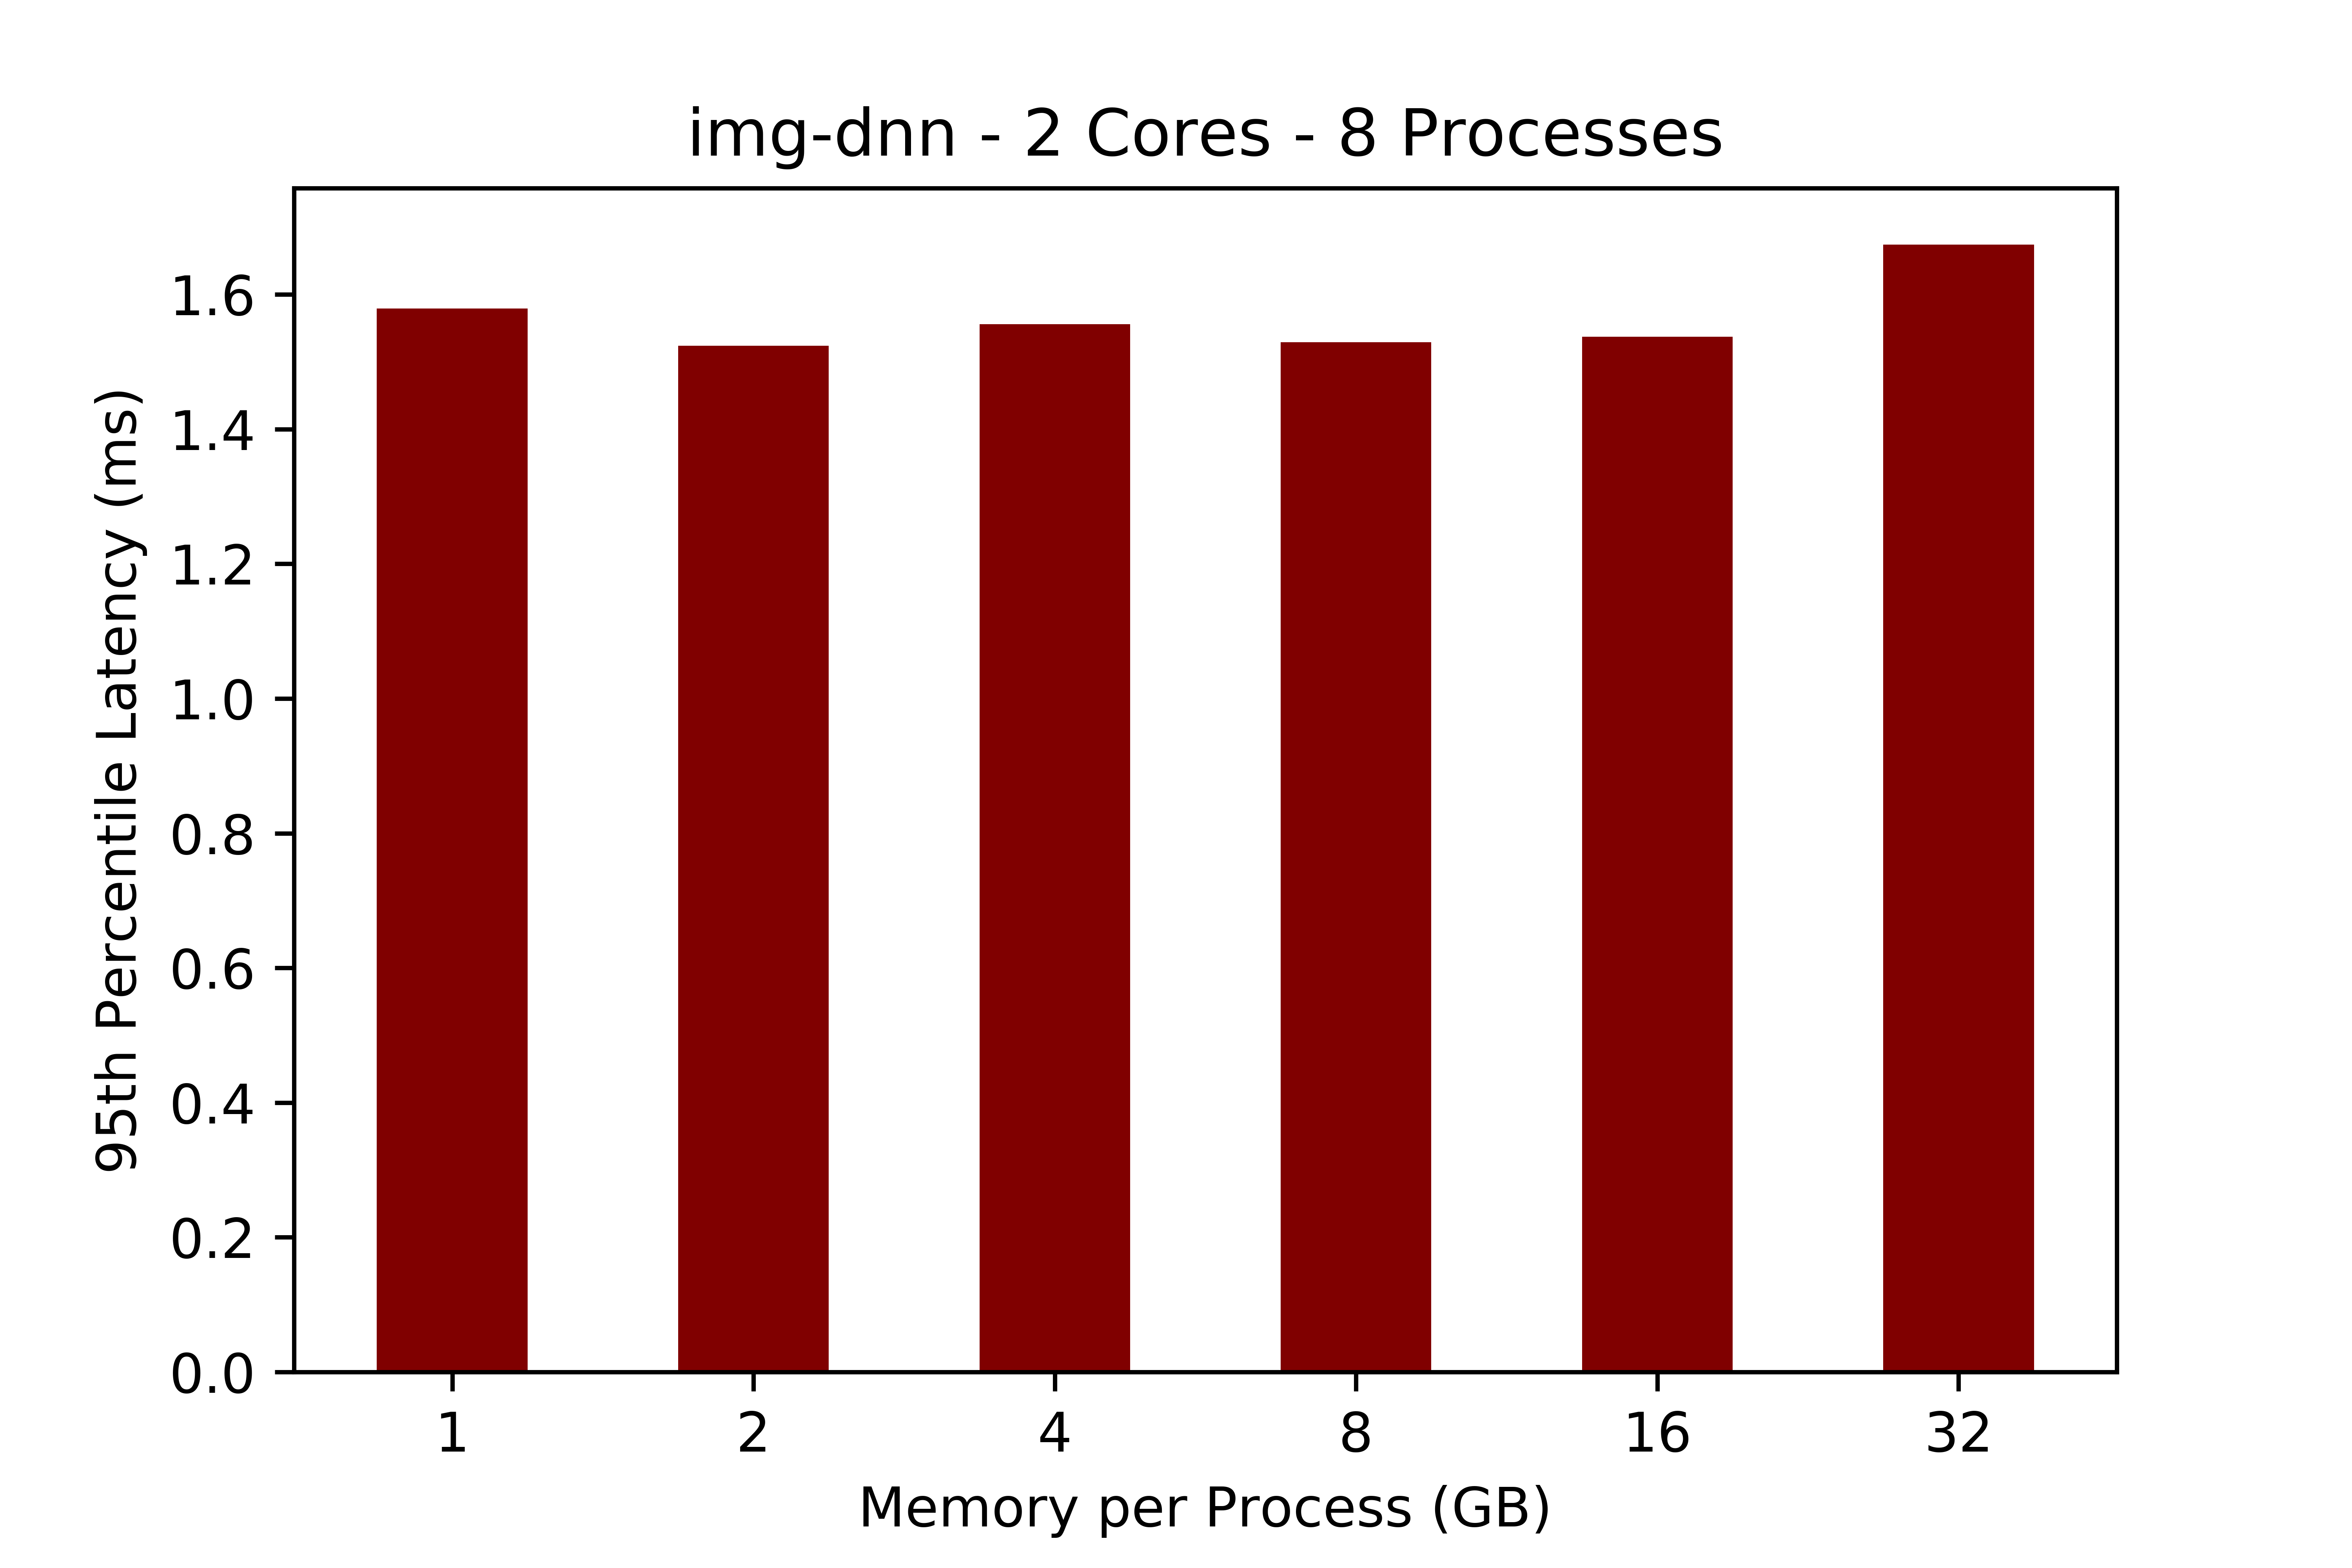 img-dnn - 2 Cores - 8 Processes
95th Percentile Latency (ms)
1.6
1.4
1.2
1.0
0.8
0.6
0.4
0.2
0.0
1 2 4 8 16 32
Memory per Process (GB)